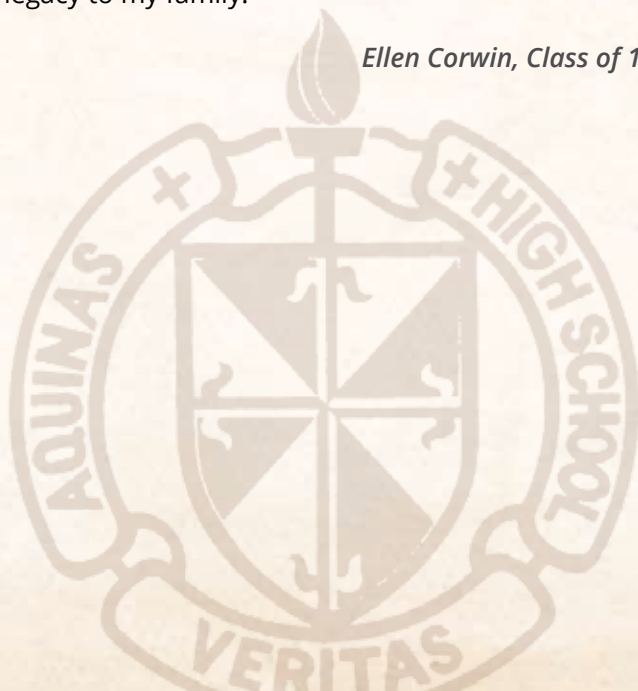 legacy to my family.
Ellen Corwin, Class of 1
AQUINAS + + HIGH SCHOOL
VERITAS